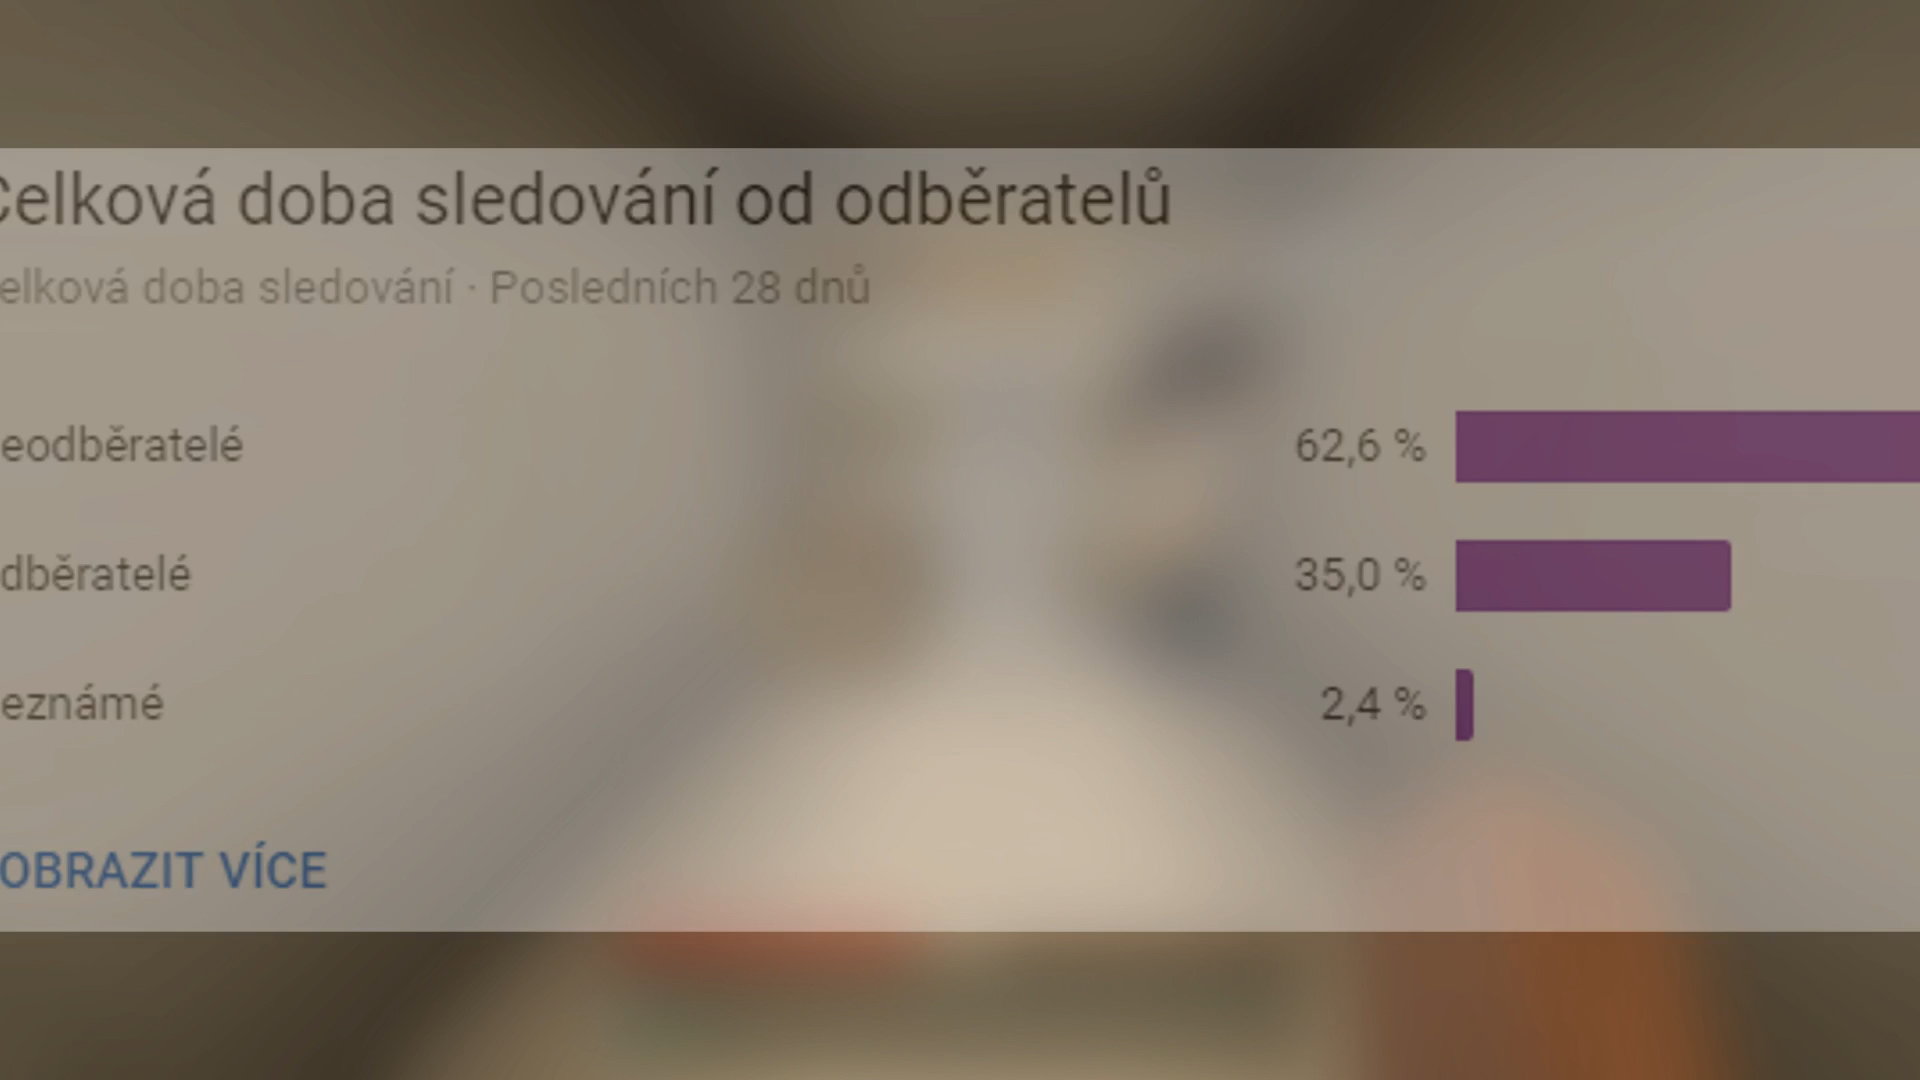 Celková doba sledování od odběratelů
elková doba sledování · Posledních 28 dnů
eodběratelé 62,6 %
dběratelé 35,0 %
eznámé 2,4 %
OBRAZIT VÍCE